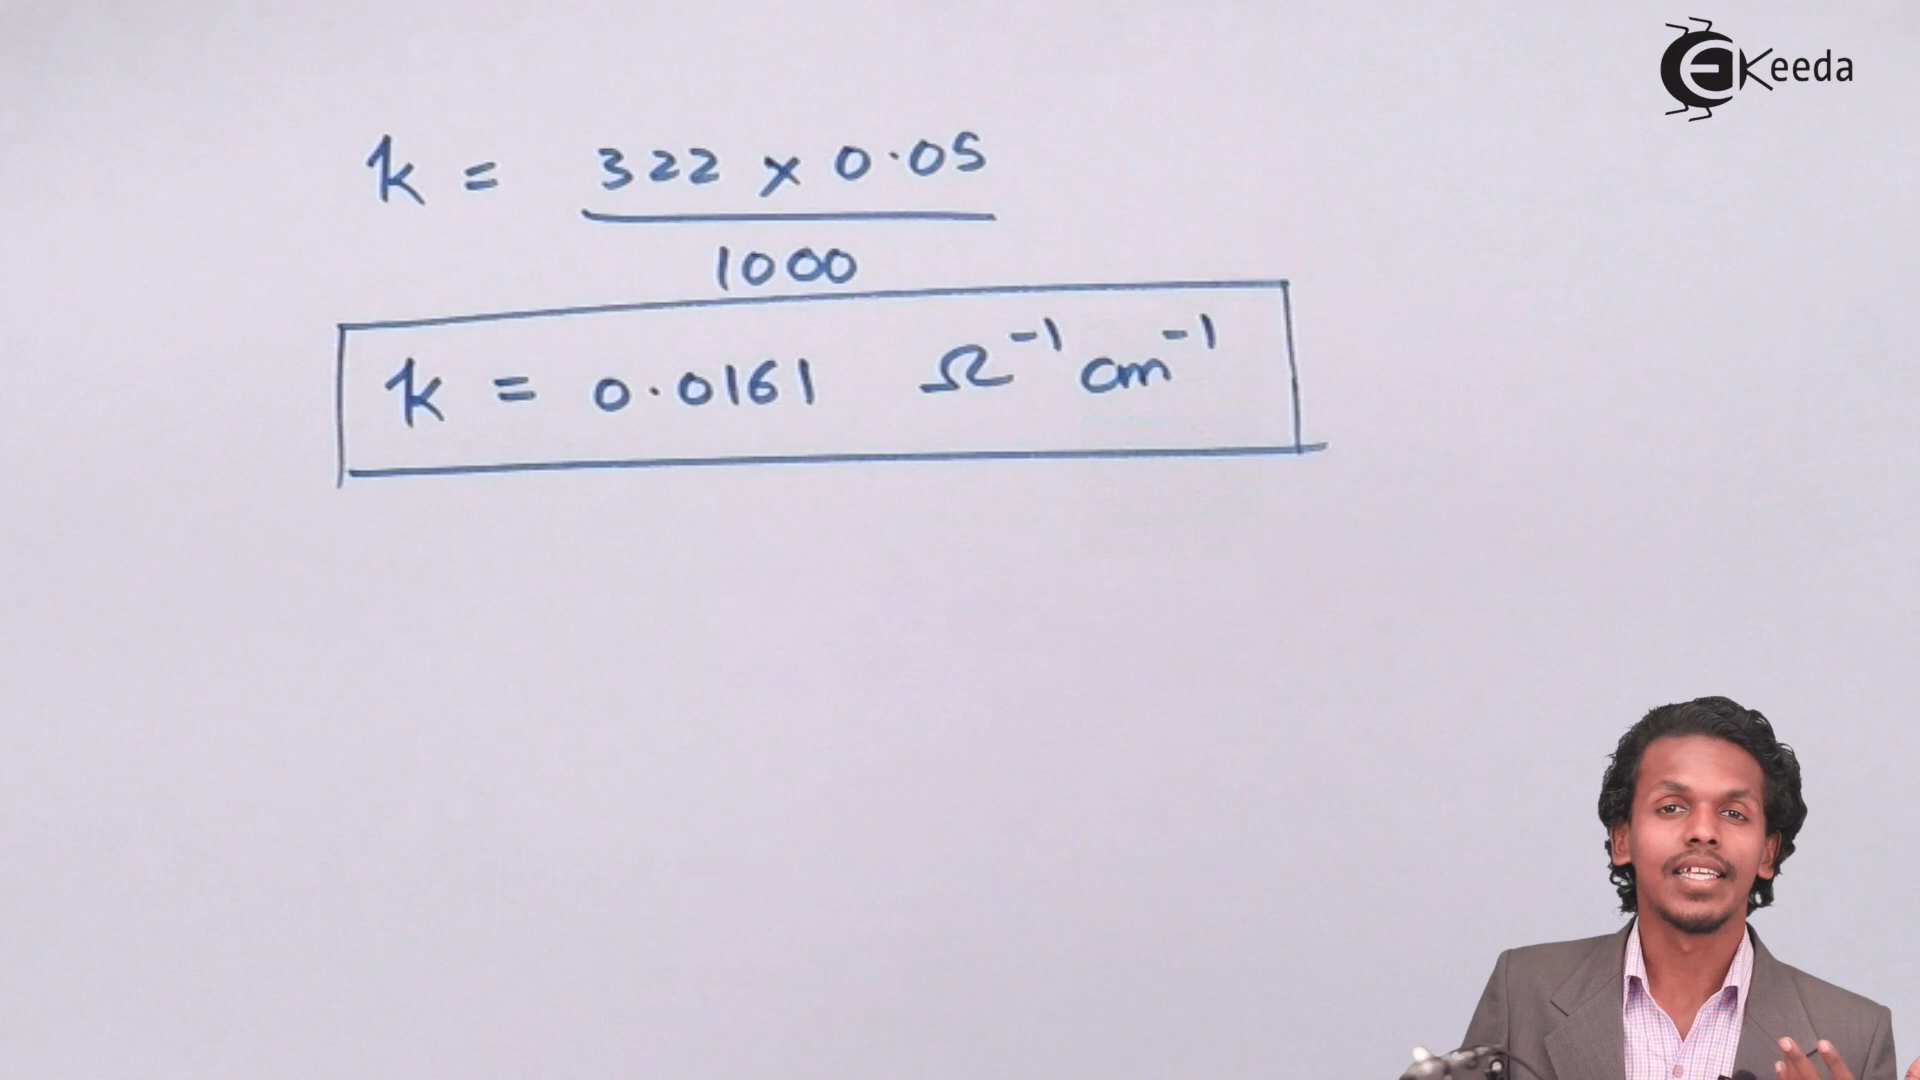 Ekeeda
k = 322 x 0.05
1000
k = 0.0161 Ω⁻¹ cm⁻¹